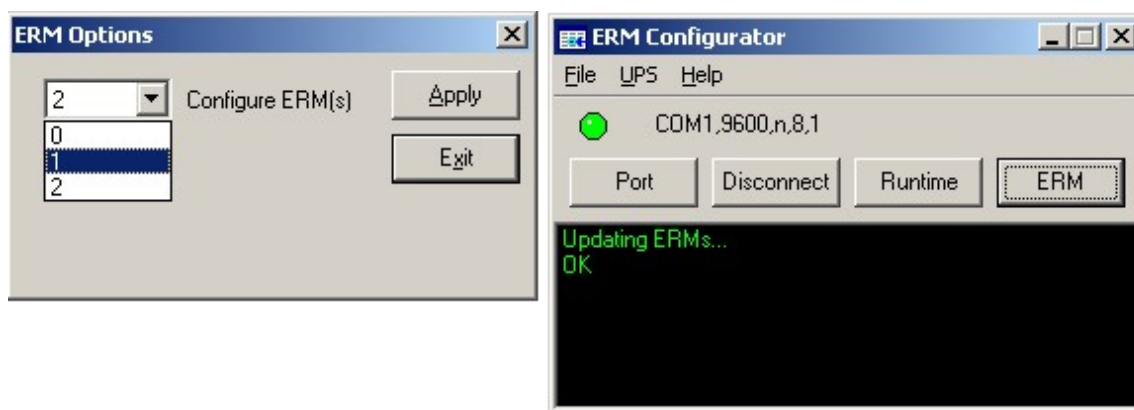 ERM Options
2
Configure ERM(s)
Apply
0
1
2
Exit
ERM Configurator
File UPS Help
COM1,9600,n,8,1
Port Disconnect Runtime ERM
Updating ERMs...
OK